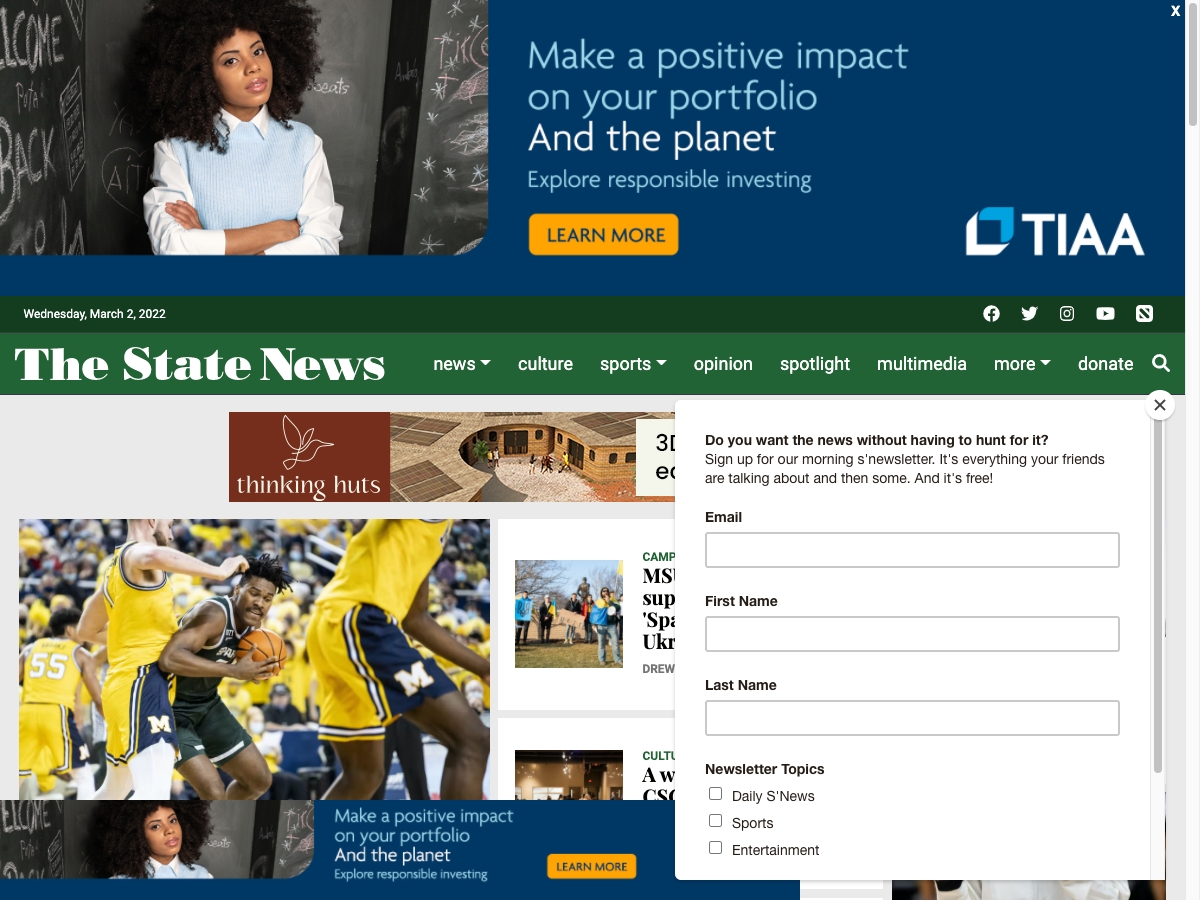 X
Make a positive impact
on your portfolio
And the planet
Explore responsible investing
LEARN MORE
TIAA
Wednesday, March 2, 2022
The State News
news culture sports opinion spotlight multimedia more donate
thinking huts
3D
Do you want the news without having to hunt for it?
Sign up for our morning s'newsletter. It's everything your friends
are talking about and then some. And it's free!
Email
First Name
Last Name
Newsletter Topics
Daily S'News
Sports
Entertainment
CAMP
MSU
sup
'Spa
Ukr
DREW
CULTU
A w
55
M
M
Make a positive impact
on your portfolio
And the planet
Explore responsible investing
LEARN MORE